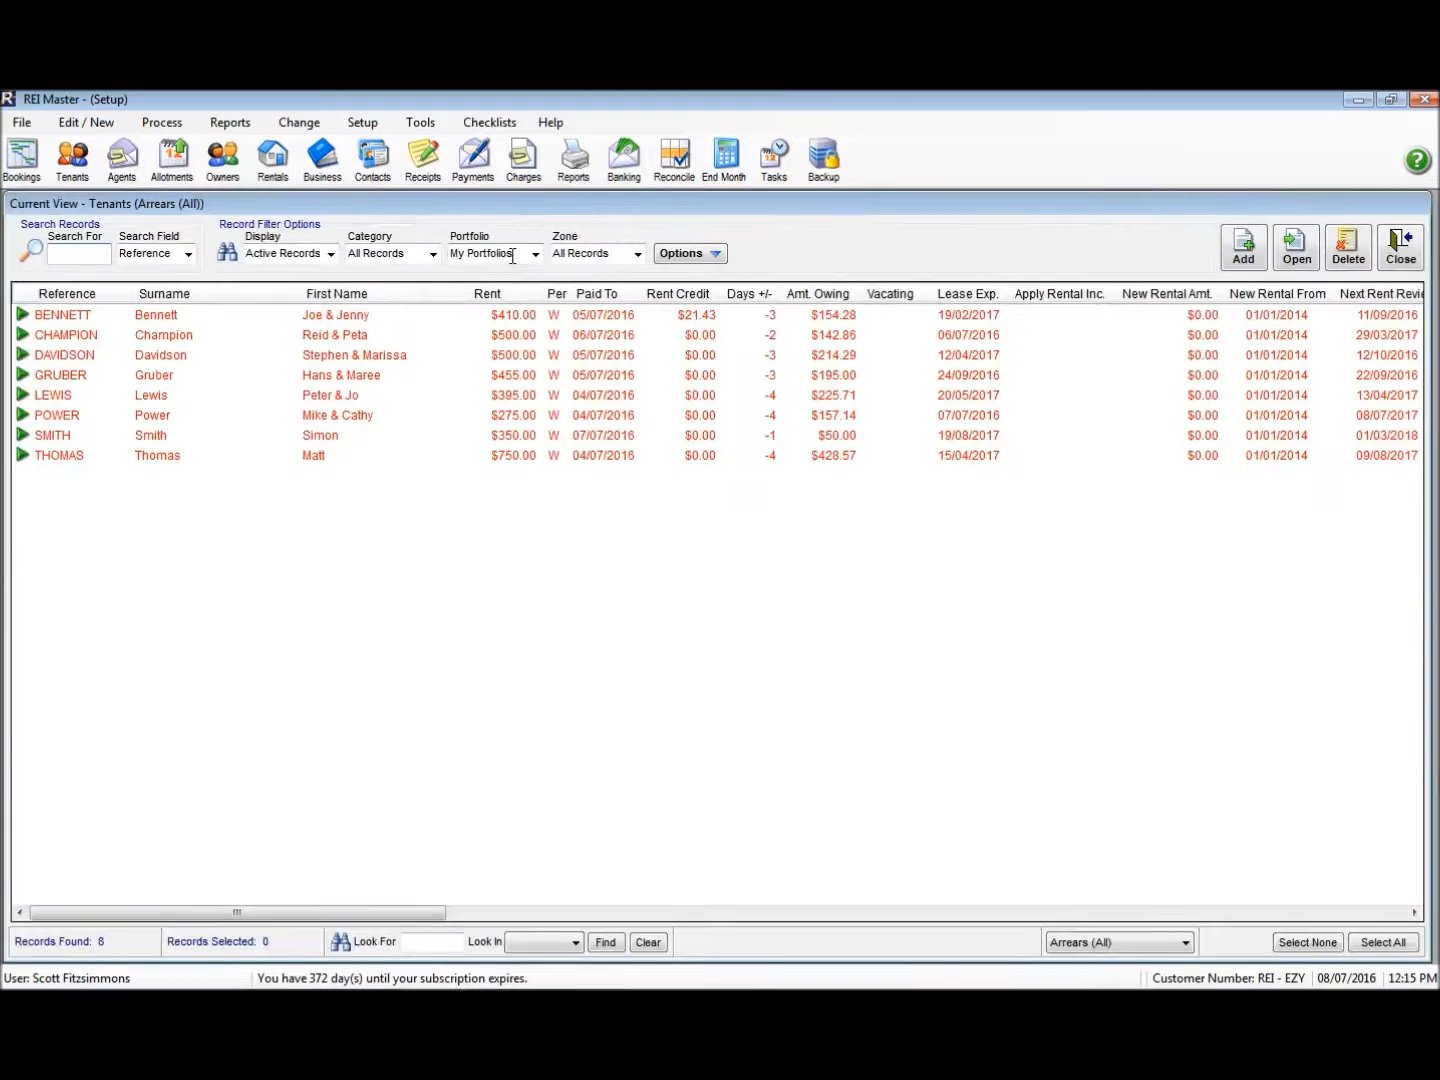 REI Master - (Setup)
File Edit / New Process Reports Change Setup Tools Checklists Help
Bookings Tenants Agents Allotments Owners Rentals Business Contacts Receipts Payments Charges Reports Banking Reconcile End Month Tasks Backup
Current View - Tenants (Arrears (All))
Search Records Record Filter Options
Search For Search Field Display Category Portfolio Zone
Reference Active Records All Records My Portfolios All Records Options
Add Open Delete Close
Reference Surname First Name Rent Per Paid To Rent Credit Days +/- Amt. Owing Vacating Lease Exp. Apply Rental Inc. New Rental Amt. New Rental From Next Rent Revie
BENNETT Bennett Joe & Jenny $410.00 W 05/07/2016 $21.43 -3 $154.28 19/02/2017 $0.00 01/01/2014 11/09/2016
CHAMPION Champion Reid & Peta $500.00 W 06/07/2016 $0.00 -2 $142.86 06/07/2016 $0.00 01/01/2014 29/03/2017
DAVIDSON Davidson Stephen & Marissa $500.00 W 05/07/2016 $0.00 -3 $214.29 12/04/2017 $0.00 01/01/2014 12/10/2016
GRUBER Gruber Hans & Maree $455.00 W 05/07/2016 $0.00 -3 $195.00 24/09/2016 $0.00 01/01/2014 22/09/2016
LEWIS Lewis Peter & Jo $395.00 W 04/07/2016 $0.00 -4 $225.71 20/05/2017 $0.00 01/01/2014 13/04/2017
POWER Power Mike & Cathy $275.00 W 04/07/2016 $0.00 -4 $157.14 07/07/2016 $0.00 01/01/2014 08/07/2017
SMITH Smith Simon $350.00 W 07/07/2016 $0.00 -1 $50.00 19/08/2017 $0.00 01/01/2014 01/03/2018
THOMAS Thomas Matt $750.00 W 04/07/2016 $0.00 -4 $428.57 15/04/2017 $0.00 01/01/2014 09/08/2017
Records Found: 8 Records Selected: 0 Look For Look In Find Clear Arrears (All) Select None Select All
User: Scott Fitzsimmons You have 372 day(s) until your subscription expires. Customer Number: REI - EZY 08/07/2016 12:15 PM